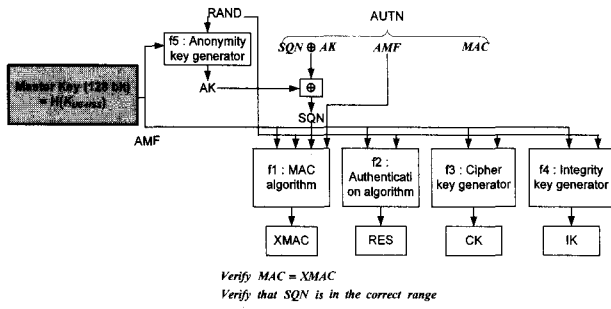 RAND
AUTN
f5 : Anonymity
key generator
SQN ⊕ AK
AMF
MAC
Master Key (128 bit)
AK
⊕
SQN
AMF
f1 : MAC
algorithm
f2 :
Authenticati
on algorithm
f3 : Cipher
key generator
f4 : Integrity
key generator
XMAC
RES
CK
IK
Verify MAC = XMAC
Verify that SQN is in the correct range